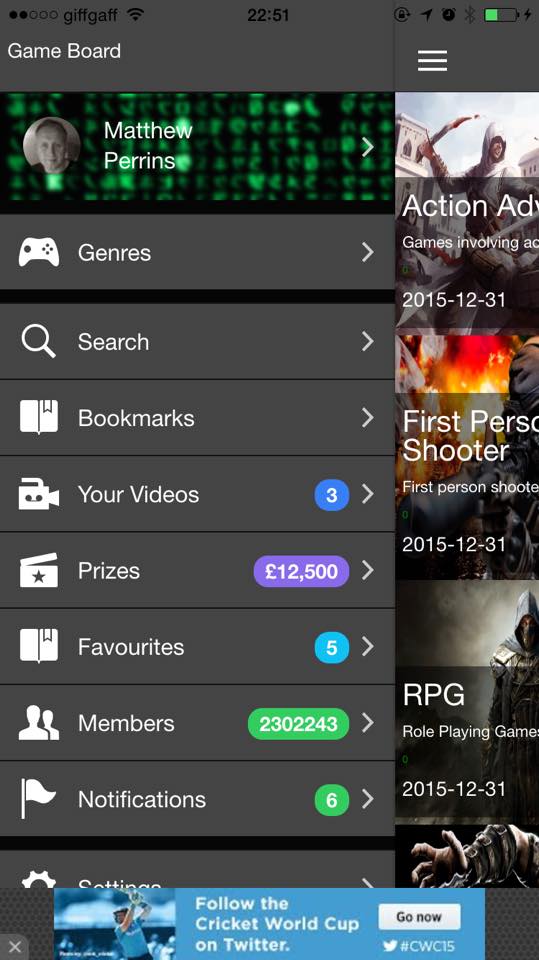 giffgaff
22:51
Game Board
Matthew
Perrins
Genres
Search
Bookmarks
Your Videos
3
Prizes
£12,500
Favourites
5
Members
2302243
Notifications
6
Settings
Action Adv
Games involving ac
0
2015-12-31
First Perso
Shooter
First person shoote
0
2015-12-31
RPG
Role Playing Games
0
2015-12-31
Follow the
Cricket World Cup
on Twitter.
Go now
#CWC15